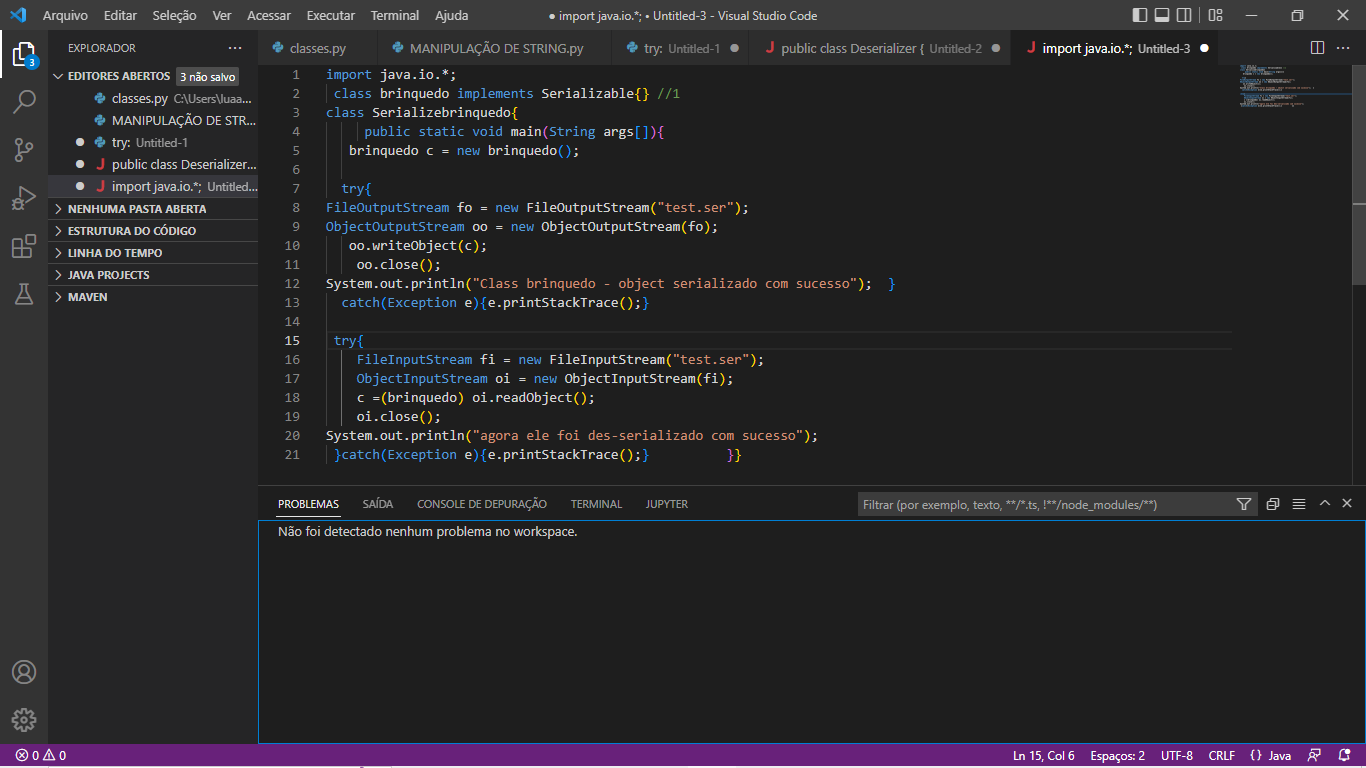 Arquivo Editar Seleção Ver Acessar Executar Terminal Ajuda ● import java.io.*; • Untitled-3 - Visual Studio Code
EXPLORADOR ···
classes.py MANIPULAÇÃO DE STRING.py try: Untitled-1 ● public class Deserializer { Untitled-2 ● import java.io.*; Untitled-3 ●
3
EDITORES ABERTOS 3 não salvo
classes.py C:\Users\luaa...
MANIPULAÇÃO DE STR...
● try: Untitled-1
● J public class Deserializer...
● J import java.io.*; Untitled...
NENHUMA PASTA ABERTA
ESTRUTURA DO CÓDIGO
LINHA DO TEMPO
JAVA PROJECTS
MAVEN
1 import java.io.*;
2 class brinquedo implements Serializable{} //1
3 class Serializebrinquedo{
4 public static void main(String args[]){
5 brinquedo c = new brinquedo();
6
7 try{
8 FileOutputStream fo = new FileOutputStream("test.ser");
9 ObjectOutputStream oo = new ObjectOutputStream(fo);
10 oo.writeObject(c);
11 oo.close();
12 System.out.println("Class brinquedo - object serializado com sucesso"); }
13 catch(Exception e){e.printStackTrace();}
14
15 try{
16 FileInputStream fi = new FileInputStream("test.ser");
17 ObjectInputStream oi = new ObjectInputStream(fi);
18 c =(brinquedo) oi.readObject();
19 oi.close();
20 System.out.println("agora ele foi des-serializado com sucesso");
21 }catch(Exception e){e.printStackTrace();} }}
PROBLEMAS SAÍDA CONSOLE DE DEPURAÇÃO TERMINAL JUPYTER Filtrar (por exemplo, texto, **/*.ts, !**/node_modules/**)
Não foi detectado nenhum problema no workspace.
0 0 Ln 15, Col 6 Espaços: 2 UTF-8 CRLF {} Java